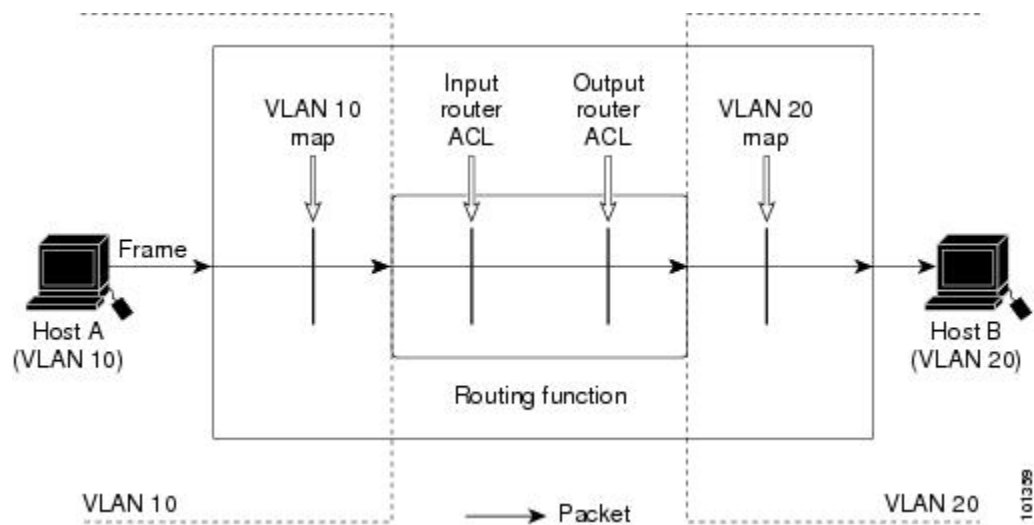 VLAN 10
map
Input
router
ACL
Output
router
ACL
VLAN 20
map
Frame
Host A
(VLAN 10)
Host B
(VLAN 20)
Routing function
VLAN 10
Packet
VLAN 20
191359